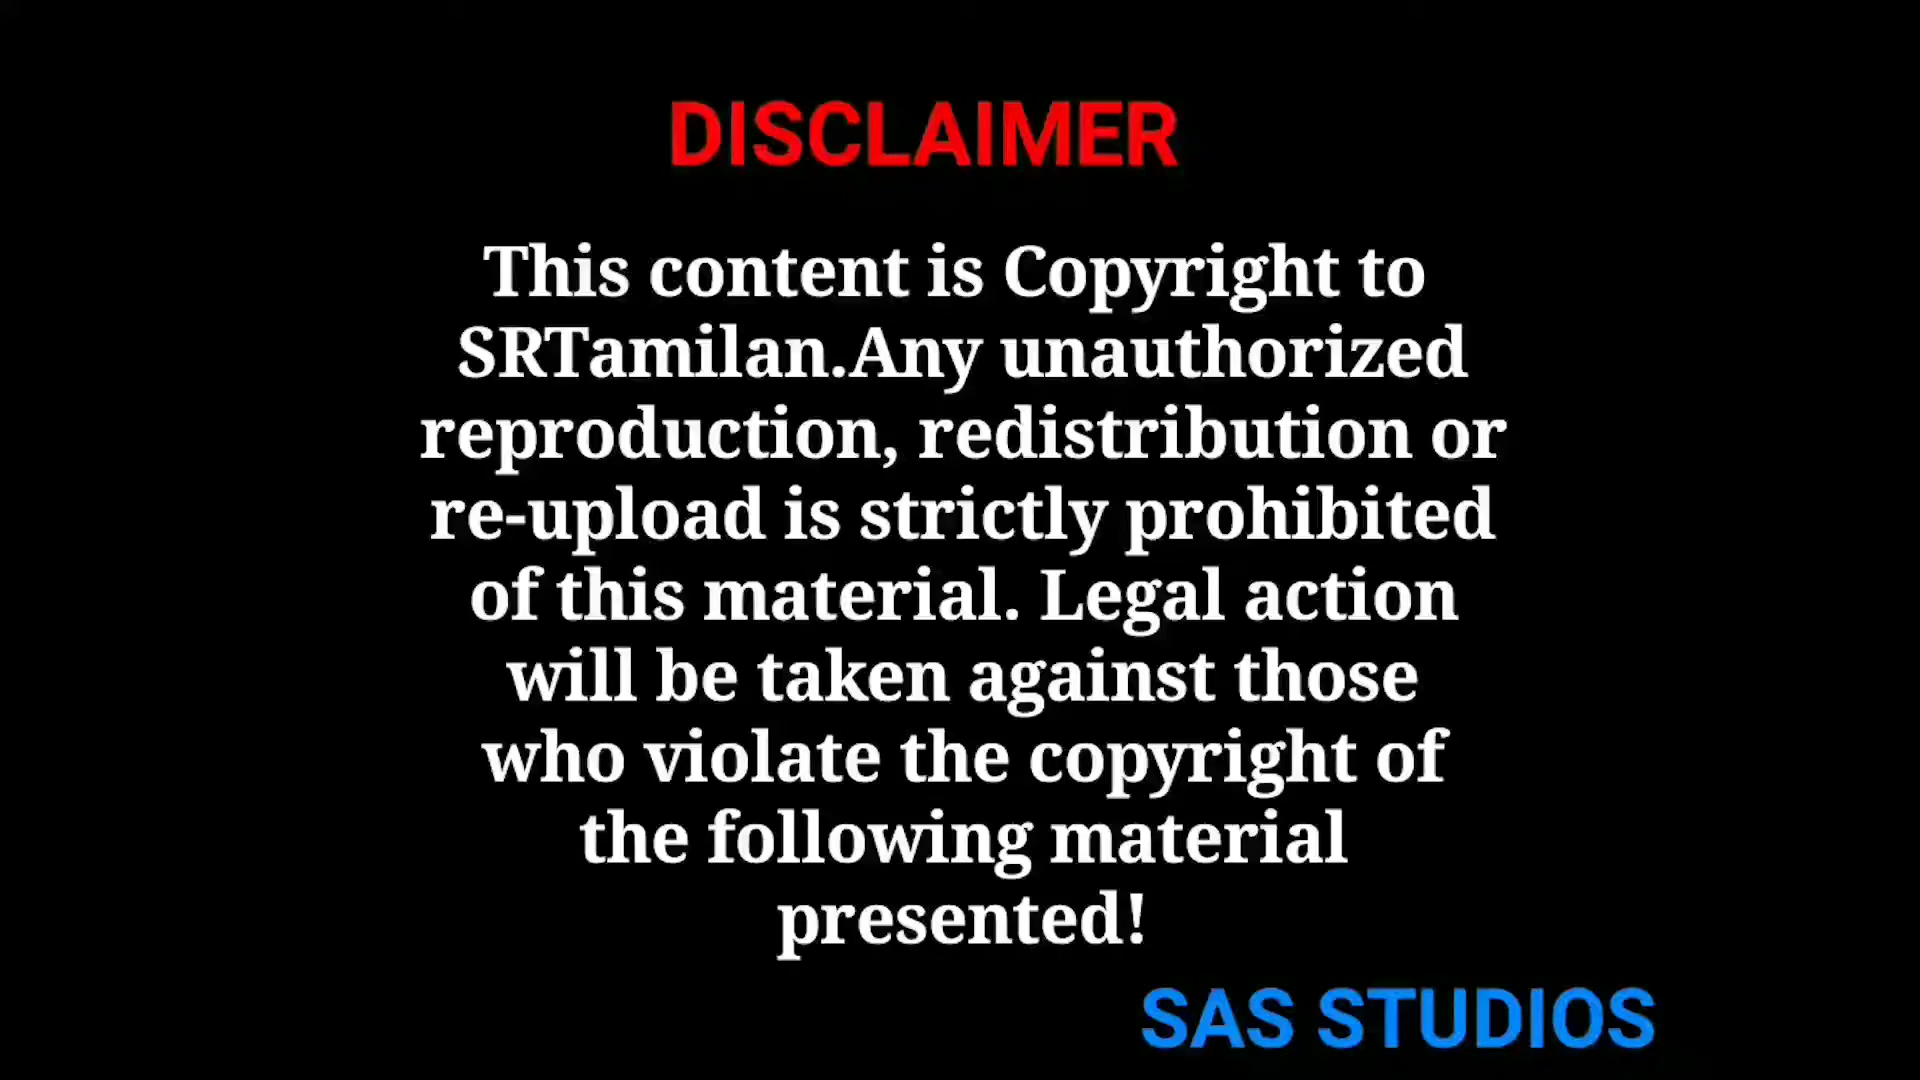 DISCLAIMER
This content is Copyright to
SRTamilan.Any unauthorized
reproduction, redistribution or
re-upload is strictly prohibited
of this material. Legal action
will be taken against those
who violate the copyright of
the following material
presented!
SAS STUDIOS